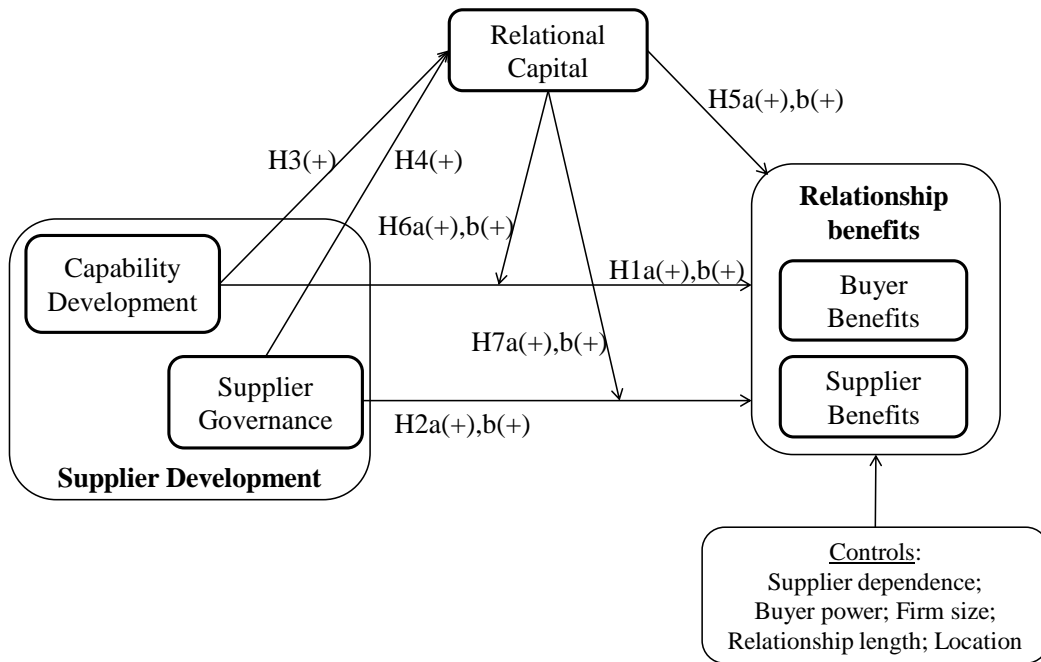 Relational
Capital
H5a(+),b(+)
H3(+)
H4(+)
Relationship
benefits
H6a(+),b(+)
Capability
Development
H1a(+),b(+)
Buyer
Benefits
H7a(+),b(+)
Supplier
Governance
Supplier
Benefits
H2a(+),b(+)
Supplier Development
Controls:
Supplier dependence;
Buyer power; Firm size;
Relationship length; Location